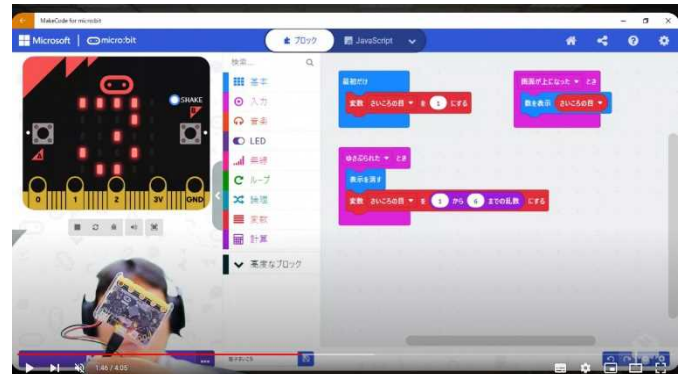 MakeCode for micro:bit
Microsoft micro:bit
ブロック
JavaScript
検索...
基本
入力
音楽
LED
無線
ループ
論理
変数
計算
高度なブロック
SHAKE
A
B
0 1 2 3V GND
最初だけ
変数 さいころの目 を 1 にする
画面が上になった とき
数を表示 さいころの目
ゆさぶられた とき
表示を消す
変数 さいころの目 を 1 から 6 までの乱数 にする
電子さいころ
1:46 / 4:05